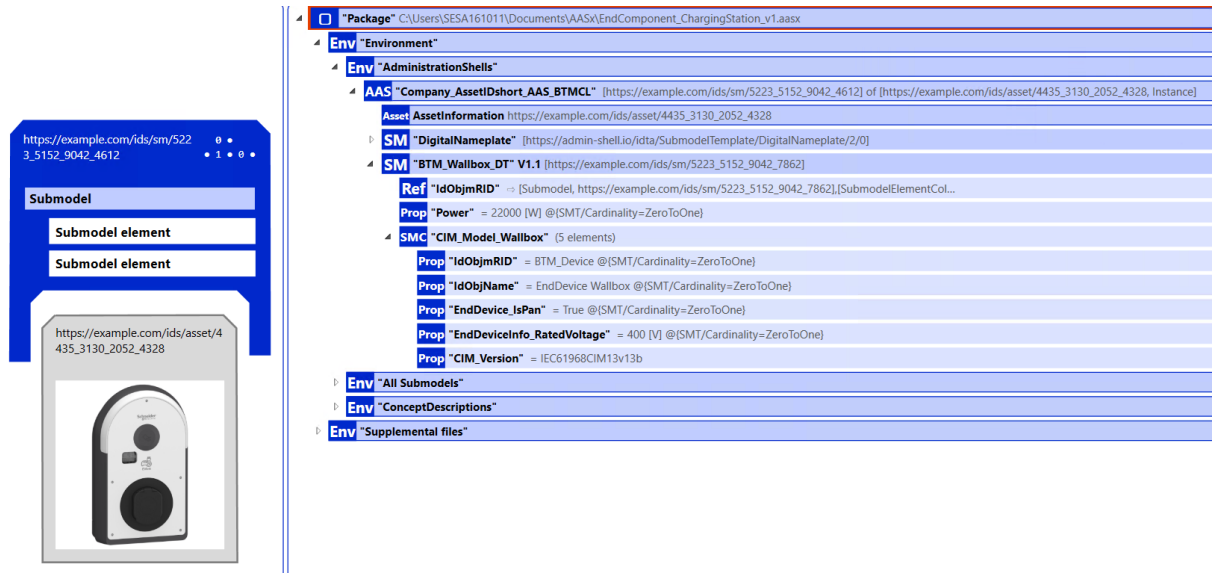 https://example.com/ids/sm/522
3_5152_9042_4612
0 ●
● 1 ● 0 ●
Submodel
Submodel element
Submodel element
https://example.com/ids/asset/4
435_3130_2052_4328
Schneider
"Package" C:\Users\SESA161011\Documents\AASx\EndComponent_ChargingStation_v1.aasx
Env "Environment"
Env "AdministrationShells"
AAS "Company_AssetIDshort_AAS_BTMCL" [https://example.com/ids/sm/5223_5152_9042_4612] of [https://example.com/ids/asset/4435_3130_2052_4328, Instance]
Asset AssetInformation https://example.com/ids/asset/4435_3130_2052_4328
SM "DigitalNameplate" [https://admin-shell.io/idta/SubmodelTemplate/DigitalNameplate/2/0]
SM "BTM_Wallbox_DT" V1.1 [https://example.com/ids/sm/5223_5152_9042_7862]
Ref "IdObjmRID" ⇨ [Submodel, https://example.com/ids/sm/5223_5152_9042_7862],[SubmodelElementCol...
Prop "Power" = 22000 [W] @{SMT/Cardinality=ZeroToOne}
SMC "CIM_Model_Wallbox" (5 elements)
Prop "IdObjmRID" = BTM_Device @{SMT/Cardinality=ZeroToOne}
Prop "IdObjName" = EndDevice Wallbox @{SMT/Cardinality=ZeroToOne}
Prop "EndDevice_IsPan" = True @{SMT/Cardinality=ZeroToOne}
Prop "EndDeviceInfo_RatedVoltage" = 400 [V] @{SMT/Cardinality=ZeroToOne}
Prop "CIM_Version" = IEC61968CIM13v13b
Env "All Submodels"
Env "ConceptDescriptions"
Env "Supplemental files"